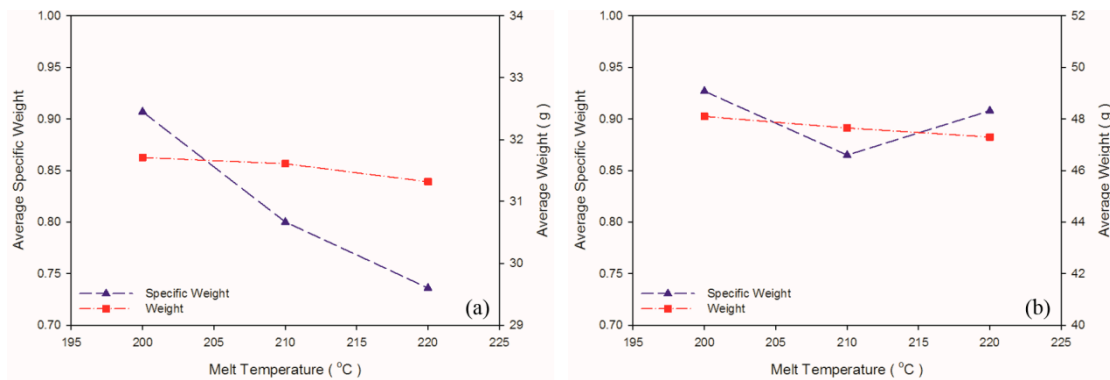 1.00
0.95
0.90
0.85
0.80
0.75
0.70
Average Specific Weight
34
33
32
31
30
29
Average Weight ( g )
Specific Weight
Weight
(a)
195 200 205 210 215 220 225
Melt Temperature ( °C )
1.00
0.95
0.90
0.85
0.80
0.75
0.70
Average Specific Weight
52
50
48
46
44
42
40
Average Weight ( g )
Specific Weight
Weight
(b)
195 200 205 210 215 220 225
Melt Temperature ( °C )